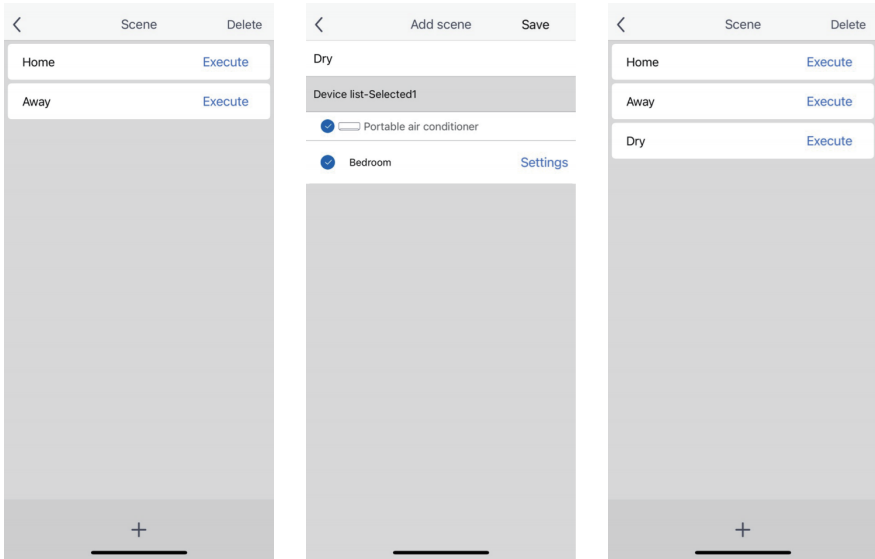 Scene Delete
Home Execute
Away Execute
Add scene Save
Dry
Device list-Selected1
Portable air conditioner
Bedroom Settings
Scene Delete
Home Execute
Away Execute
Dry Execute